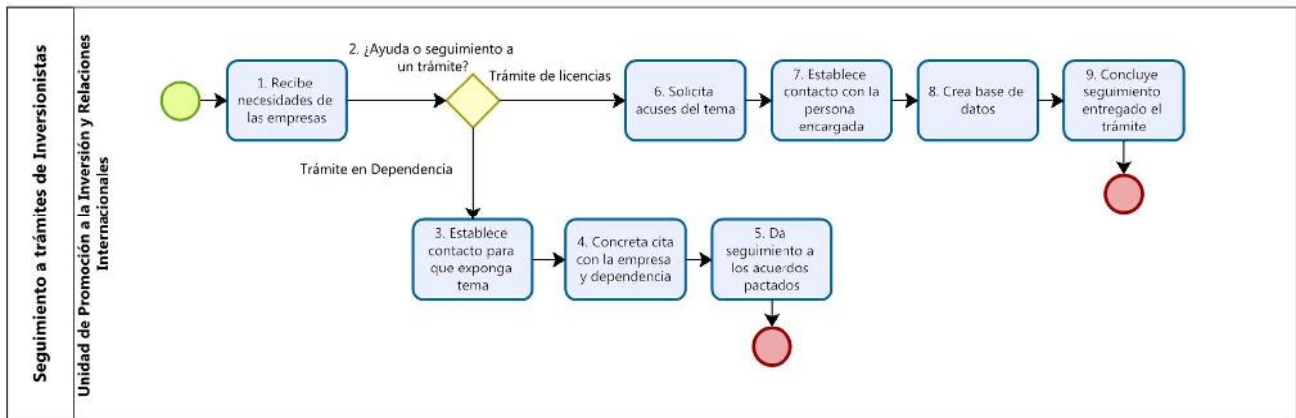 Seguimiento a trámites de Inversionistas
Unidad de Promoción a la Inversión y Relaciones
Internacionales
1. Recibe
necesidades de
las empresas
2. ¿Ayuda o seguimiento a
un trámite?
Trámite de licencias
Trámite en Dependencia
3. Establece
contacto para
que exponga
tema
4. Concreta cita
con la empresa
y dependencia
5. Da
seguimiento a
los acuerdos
pactados
6. Solicita
acuses del tema
7. Establece
contacto con la
persona
encargada
8. Crea base de
datos
9. Concluye
seguimiento
entregado el
trámite